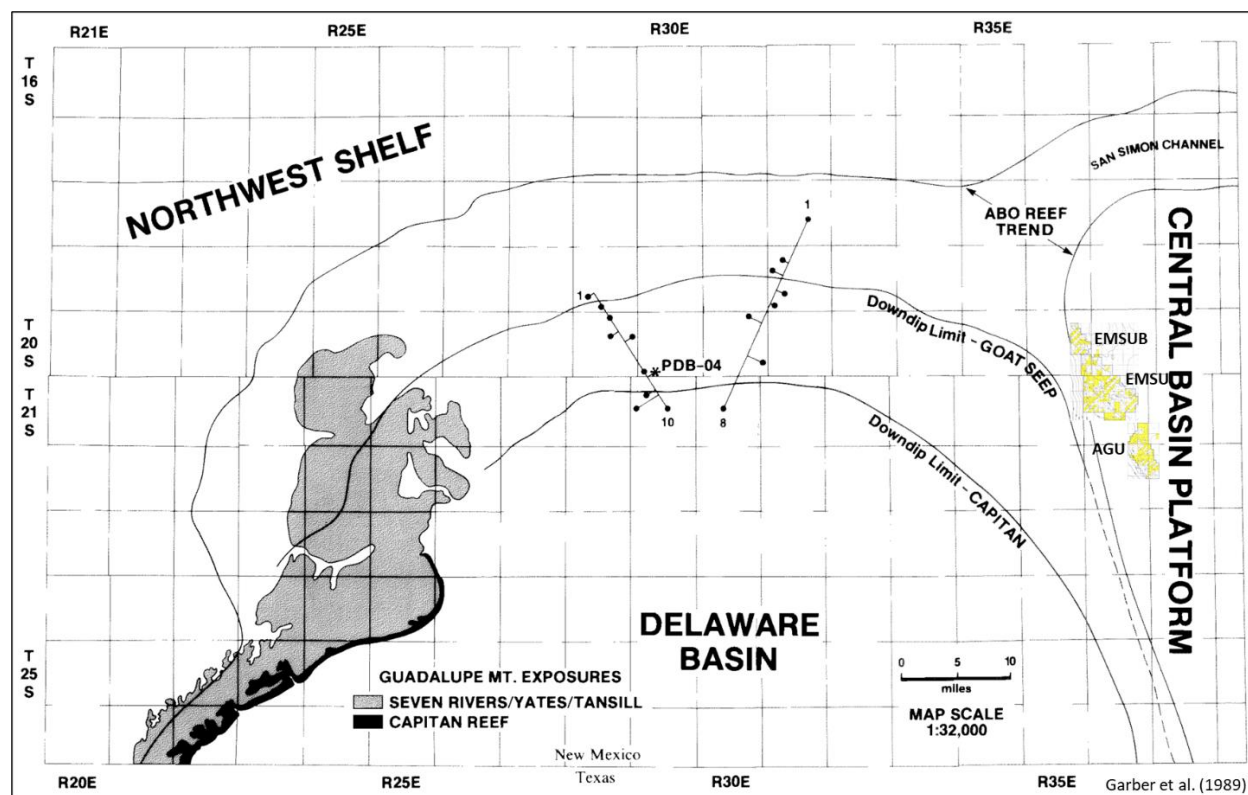 R21E
R25E
R30E
R35E
T
16
S
NORTHWEST SHELF
SAN SIMON CHANNEL
ABO REEF
TREND
CENTRAL BASIN PLATFORM
1
1
T
20
S
Downdip Limit - GOAT SEEP
EMSUB
PDB-04
EMSU
T
21
S
10
8
Downdip Limit - CAPITAN
AGU
DELAWARE
BASIN
T
25
S
GUADALUPE MT. EXPOSURES
SEVEN RIVERS/YATES/TANSILL
CAPITAN REEF
0 5 10
miles
MAP SCALE
1:32,000
New Mexico
Texas
R20E
R25E
R30E
R35E
Garber et al. (1989)